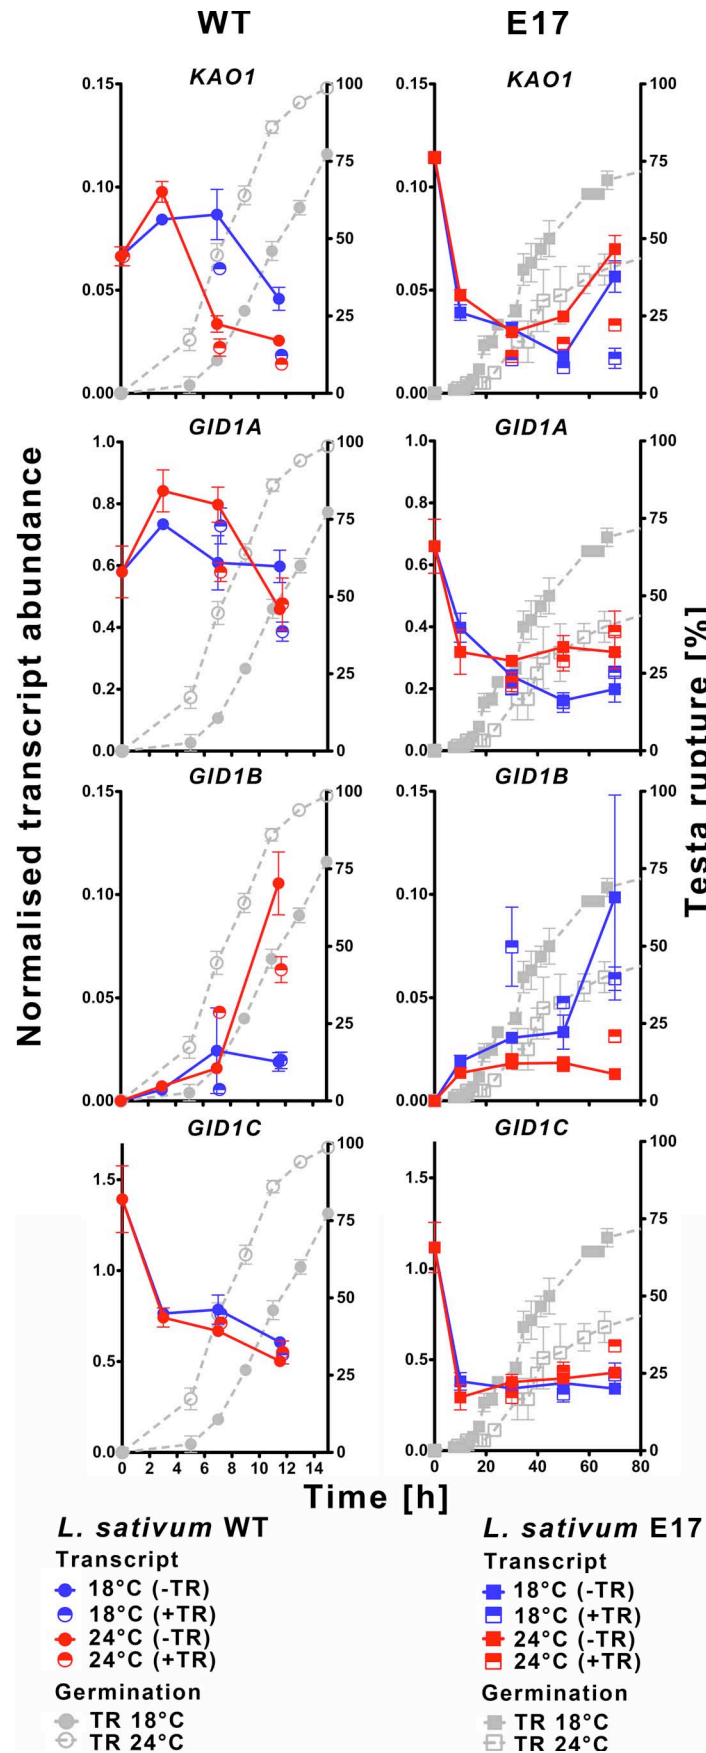 WT E17
KAO1 KAO1
0.15 100 0.15 100
0.10 75 0.10 75
50 50
0.05 25 0.05 25
0.00 0 0.00 0
GID1A GID1A
1.0 100 1.0 100
0.8 75 0.8 75
0.6 50 0.6 50
0.4 0.4
0.2 25 0.2 25
0.0 0 0.0 0
GID1B GID1B
0.15 100 0.15 100
0.10 75 0.10 75
50 50
0.05 25 0.05 25
0.00 0 0.00 0
GID1C GID1C
100 100
1.5 75 1.5 75
1.0 50 1.0 50
0.5 25 0.5 25
0.0 0 0.0 0
0 2 4 6 8 10 12 14 0 20 40 60 80
Normalised transcript abundance
Testa rupture [%]
Time [h]
L. sativum WT
Transcript
18°C (-TR)
18°C (+TR)
24°C (-TR)
24°C (+TR)
Germination
TR 18°C
TR 24°C
L. sativum E17
Transcript
18°C (-TR)
18°C (+TR)
24°C (-TR)
24°C (+TR)
Germination
TR 18°C
TR 24°C